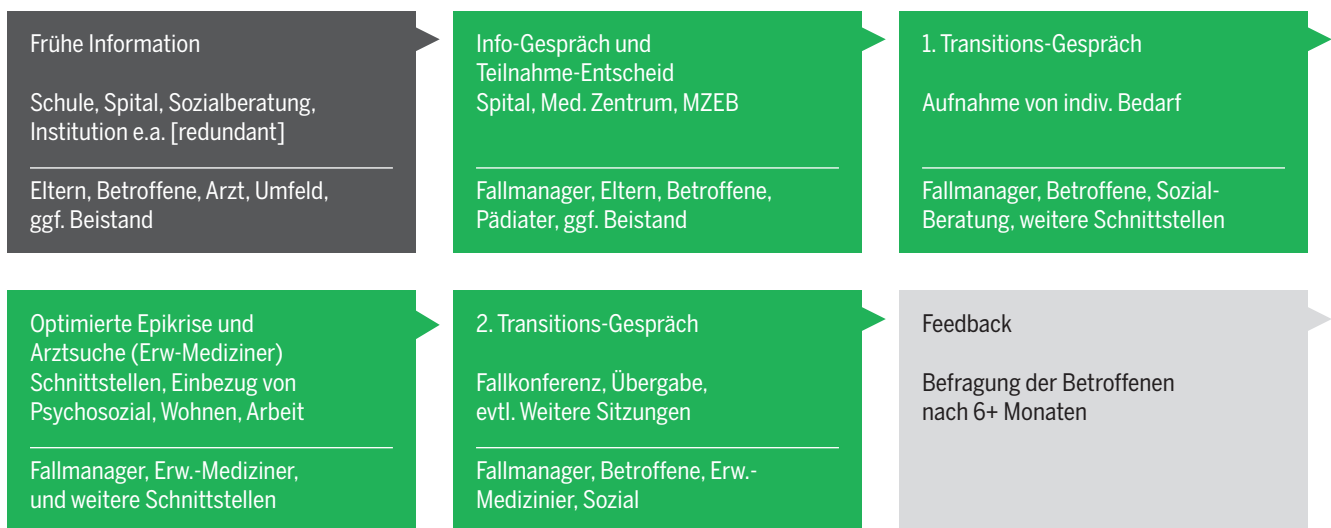 Frühe Information
Schule, Spital, Sozialberatung,
Institution e.a. [redundant]
Eltern, Betroffene, Arzt, Umfeld,
ggf. Beistand
Info-Gespräch und
Teilnahme-Entscheid
Spital, Med. Zentrum, MZEB
Fallmanager, Eltern, Betroffene,
Pädiater, ggf. Beistand
1. Transitions-Gespräch
Aufnahme von indiv. Bedarf
Fallmanager, Betroffene, Sozial-
Beratung, weitere Schnittstellen
Optimierte Epikrise und
Arztsuche (Erw-Mediziner)
Schnittstellen, Einbezug von
Psychosozial, Wohnen, Arbeit
Fallmanager, Erw.-Mediziner,
und weitere Schnittstellen
2. Transitions-Gespräch
Fallkonferenz, Übergabe,
evtl. Weitere Sitzungen
Fallmanager, Betroffene, Erw.-
Medizinier, Sozial
Feedback
Befragung der Betroffenen
nach 6+ Monaten